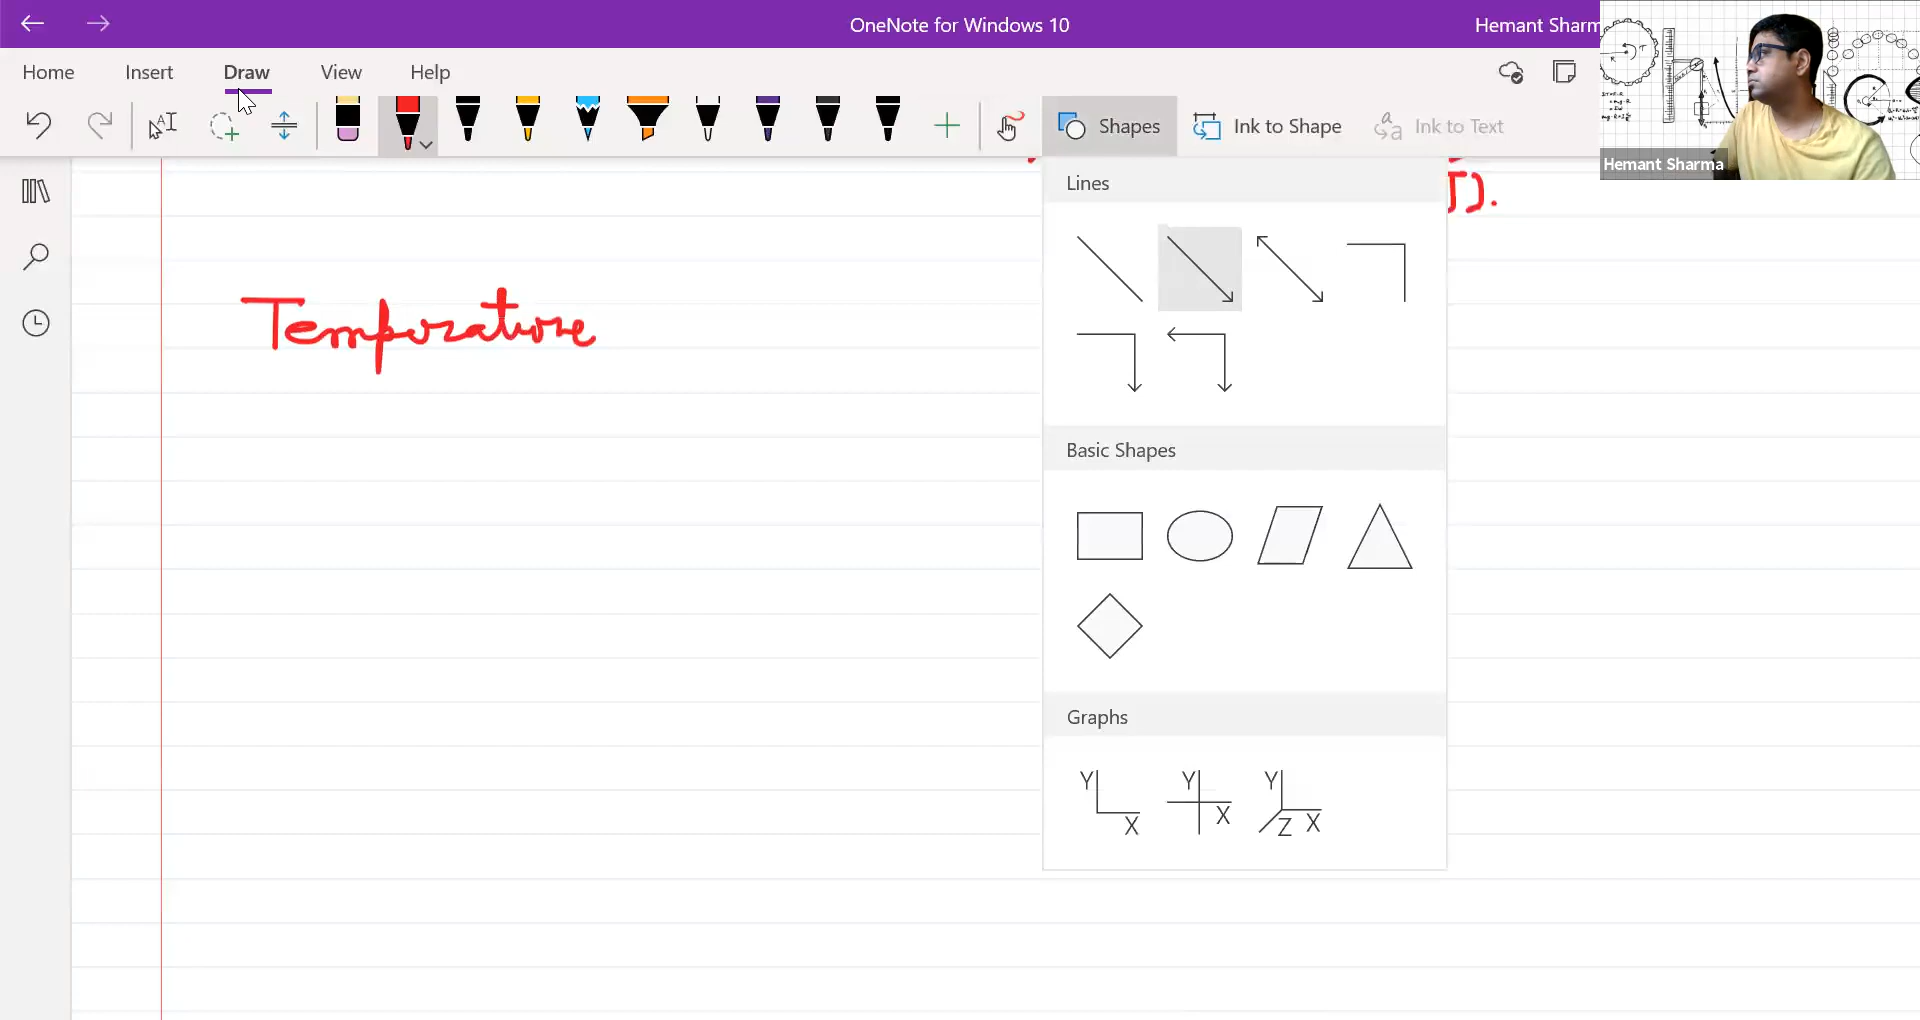 OneNote for Windows 10
Hemant Sharm
Home Insert Draw View Help
Shapes Ink to Shape Ink to Text
Hemant Sharma
Lines
J).
Temperature
Basic Shapes
Graphs
Y X Y X Y Z X